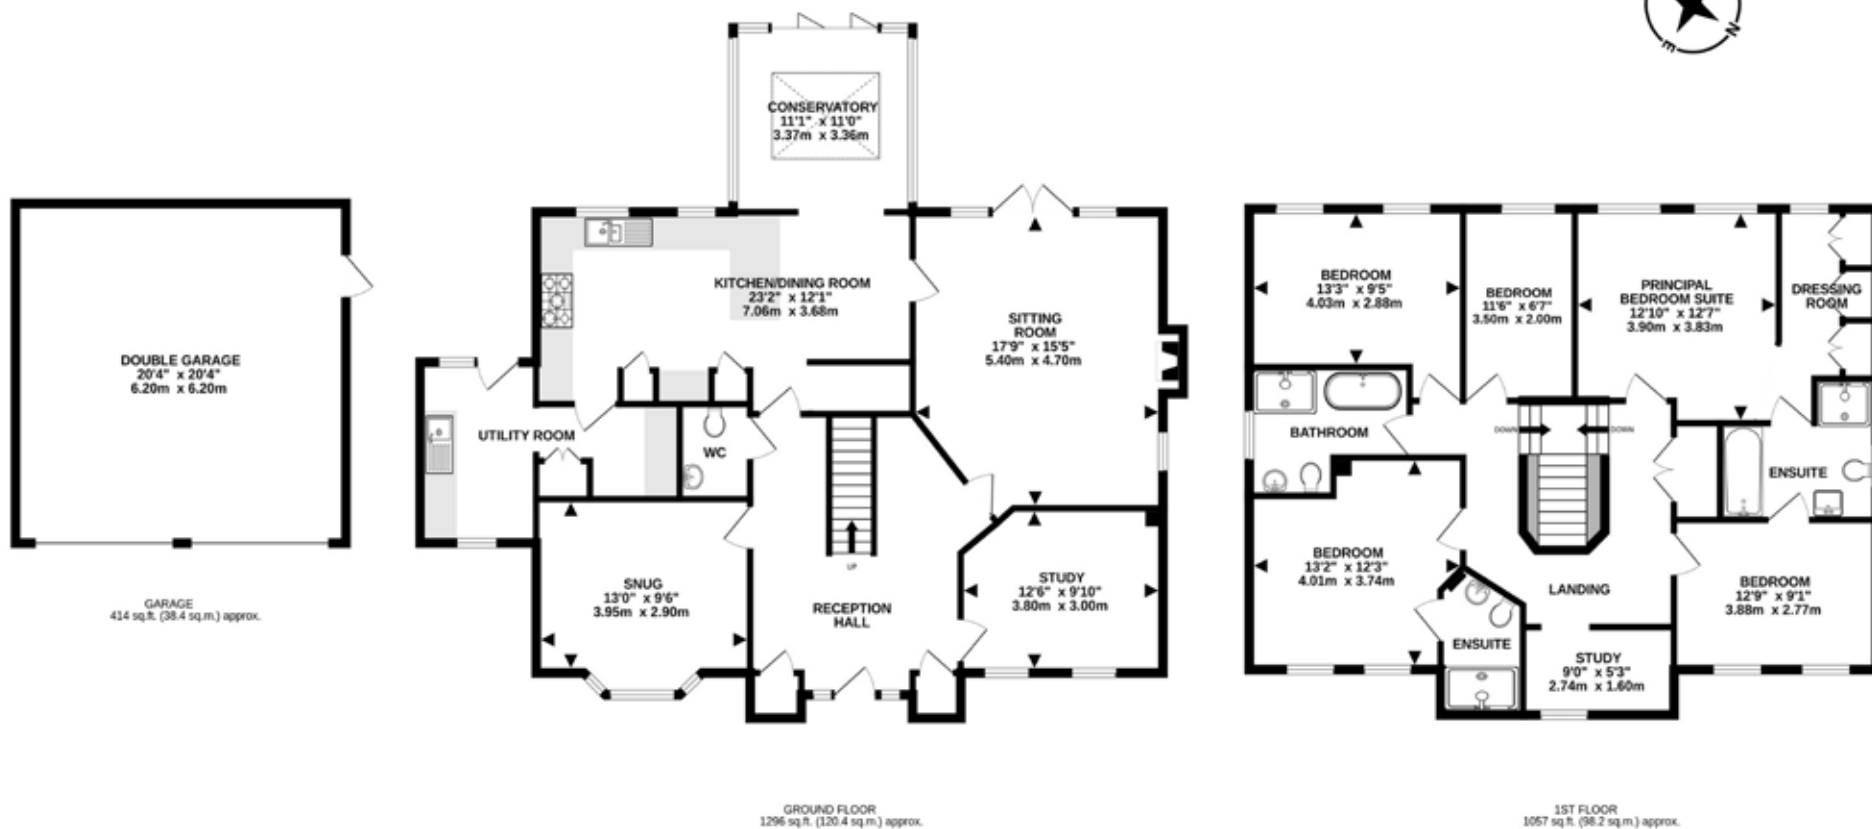 N
E
CONSERVATORY
11'1" x 11'0"
3.37m x 3.36m
DOUBLE GARAGE
20'4" x 20'4"
6.20m x 6.20m
GARAGE
414 sq.ft. (38.4 sq.m.) approx.
KITCHEN/DINING ROOM
23'2" x 12'1"
7.06m x 3.68m
SITTING
ROOM
17'9" x 15'5"
5.40m x 4.70m
UTILITY ROOM
WC
UP
SNUG
13'0" x 9'6"
3.95m x 2.90m
RECEPTION
HALL
STUDY
12'6" x 9'10"
3.80m x 3.00m
GROUND FLOOR
1296 sq.ft. (120.4 sq.m.) approx.
BEDROOM
13'3" x 9'5"
4.03m x 2.88m
BEDROOM
11'6" x 6'7"
3.50m x 2.00m
PRINCIPAL
BEDROOM SUITE
12'10" x 12'7"
3.90m x 3.83m
DRESSING
ROOM
BATHROOM
DOWN
DOWN
ENSUITE
BEDROOM
13'2" x 12'3"
4.01m x 3.74m
LANDING
BEDROOM
12'9" x 9'1"
3.88m x 2.77m
ENSUITE
STUDY
9'0" x 5'3"
2.74m x 1.60m
1ST FLOOR
1057 sq.ft. (98.2 sq.m.) approx.